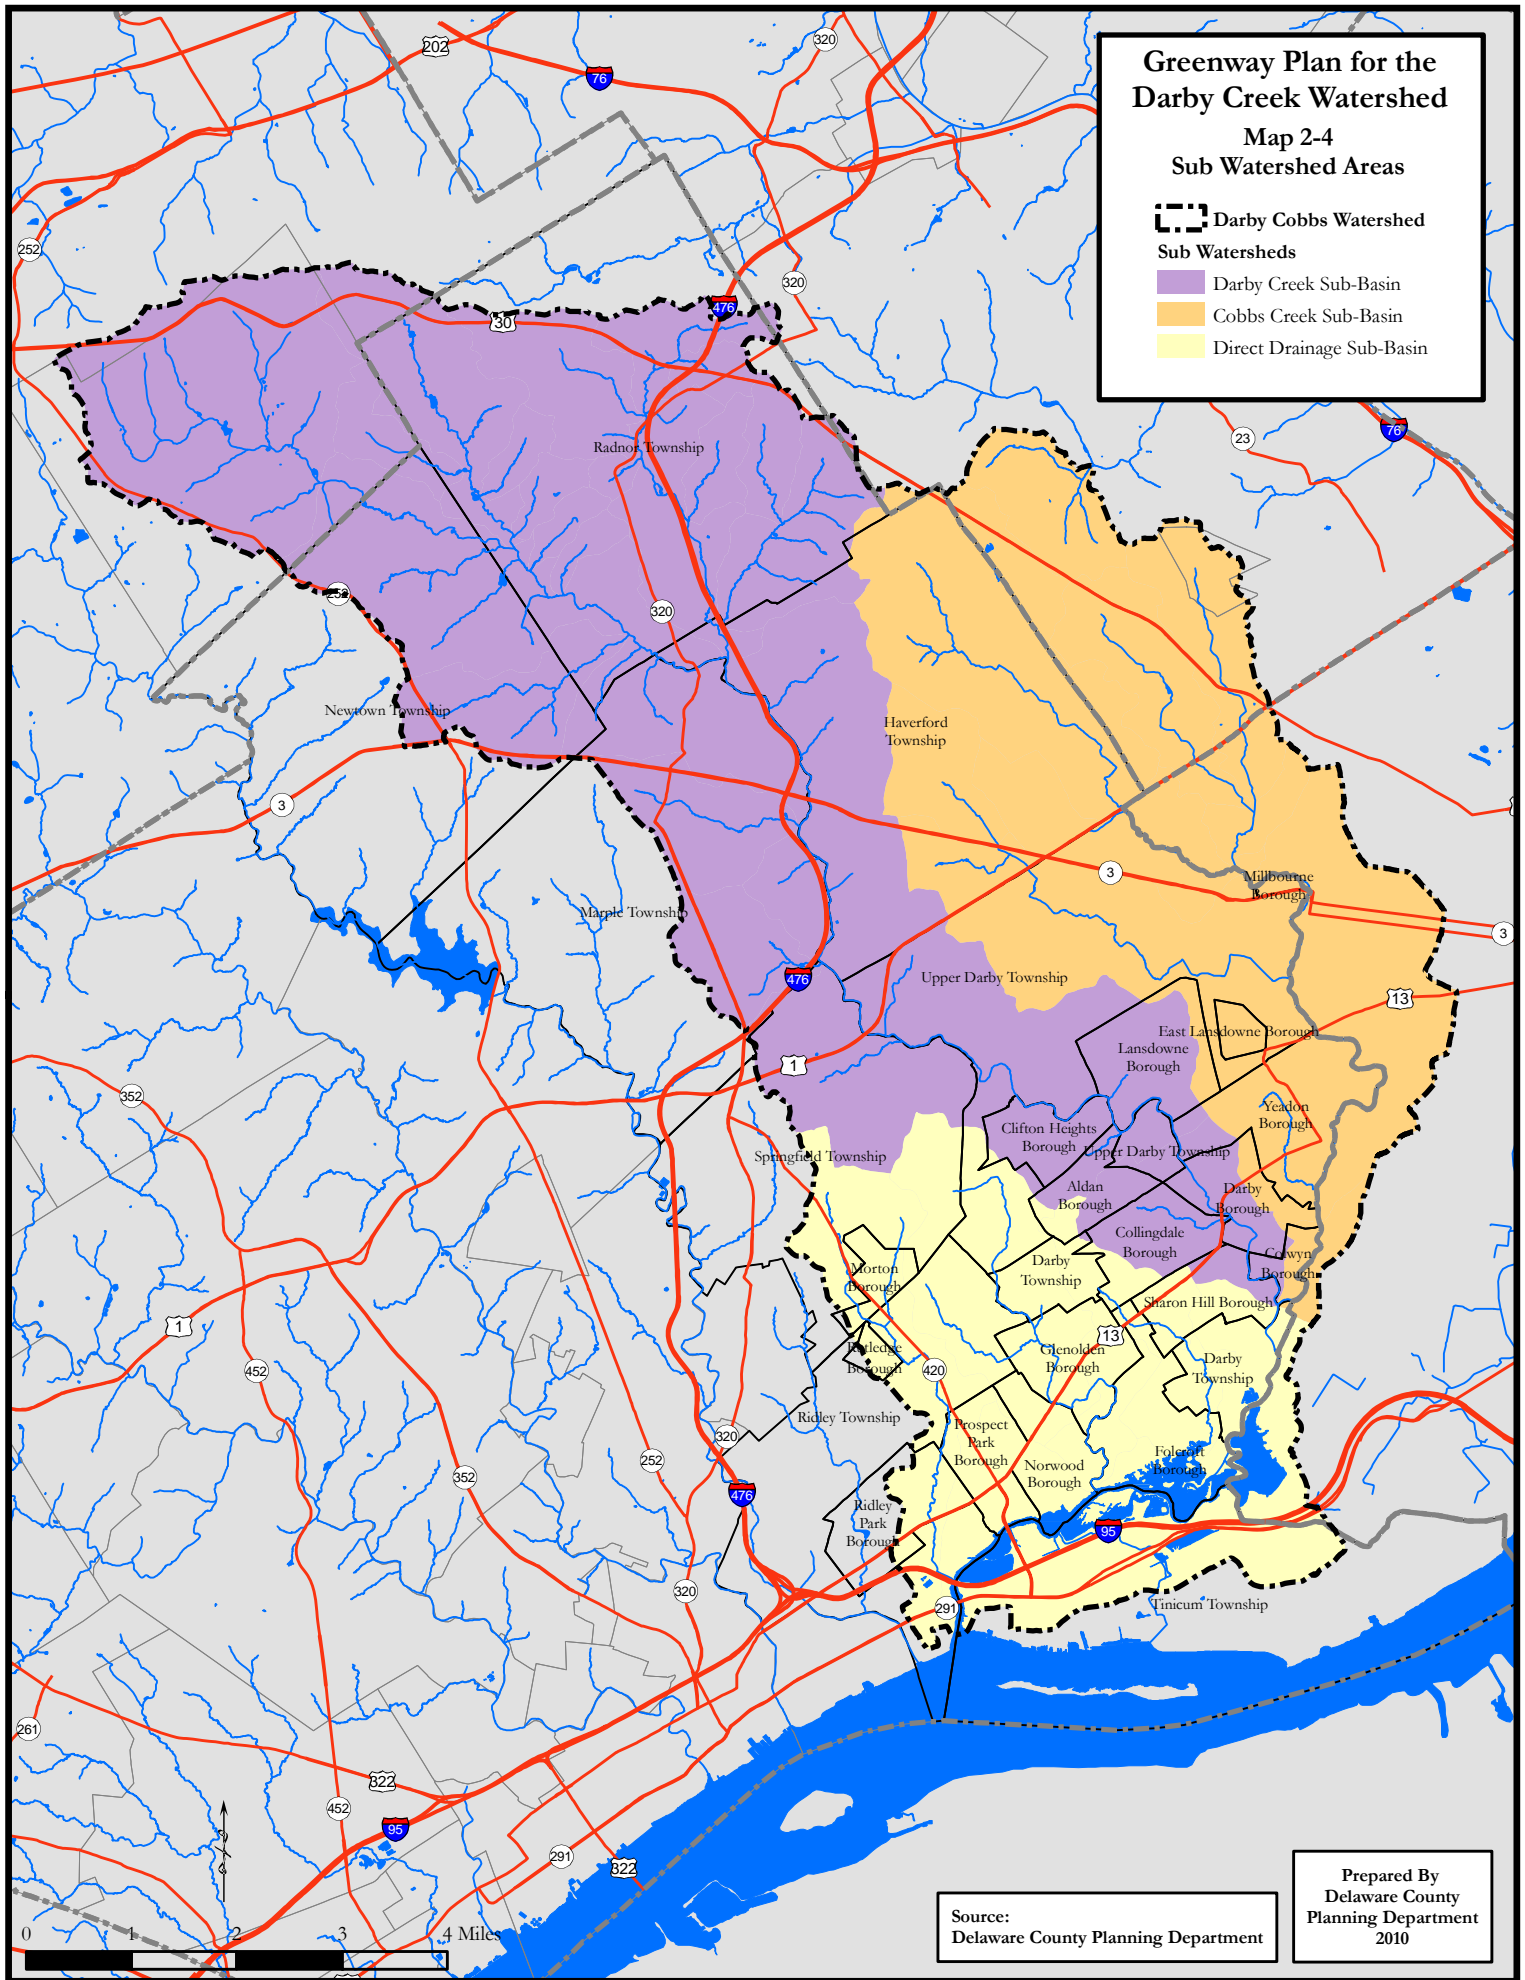 Greenway Plan for the
Darby Creek Watershed
Map 2-4
Sub Watershed Areas
Darby Cobbs Watershed
Sub Watersheds
Darby Creek Sub-Basin
Cobbs Creek Sub-Basin
Direct Drainage Sub-Basin
202
320
76
252
320
476
30
23
76
Radnor Township
252
320
Newtown Township
Haverford
Township
3
3
Millbourne
Borough
Marple Township
3
476
Upper Darby Township
13
East Lansdowne Borough
Lansdowne
Borough
1
352
Yeadon
Borough
Clifton Heights
Borough
Upper Darby Township
Springfield Township
Aldan
Borough
Darby
Borough
Collingdale
Borough
Colwyn
Borough
Darby
Township
Morton
Borough
Sharon Hill Borough
1
13
Rutledge
Borough
Glenolden
Borough
Darby
Township
452
420
Ridley Township
Prospect
Park
Borough
320
252
352
Norwood
Borough
Folcroft
Borough
476
Ridley
Park
Borough
95
320
291
Tinicum Township
261
322
452
95
291
322
0 1 2 3 4 Miles
Source:
Delaware County Planning Department
Prepared By
Delaware County
Planning Department
2010